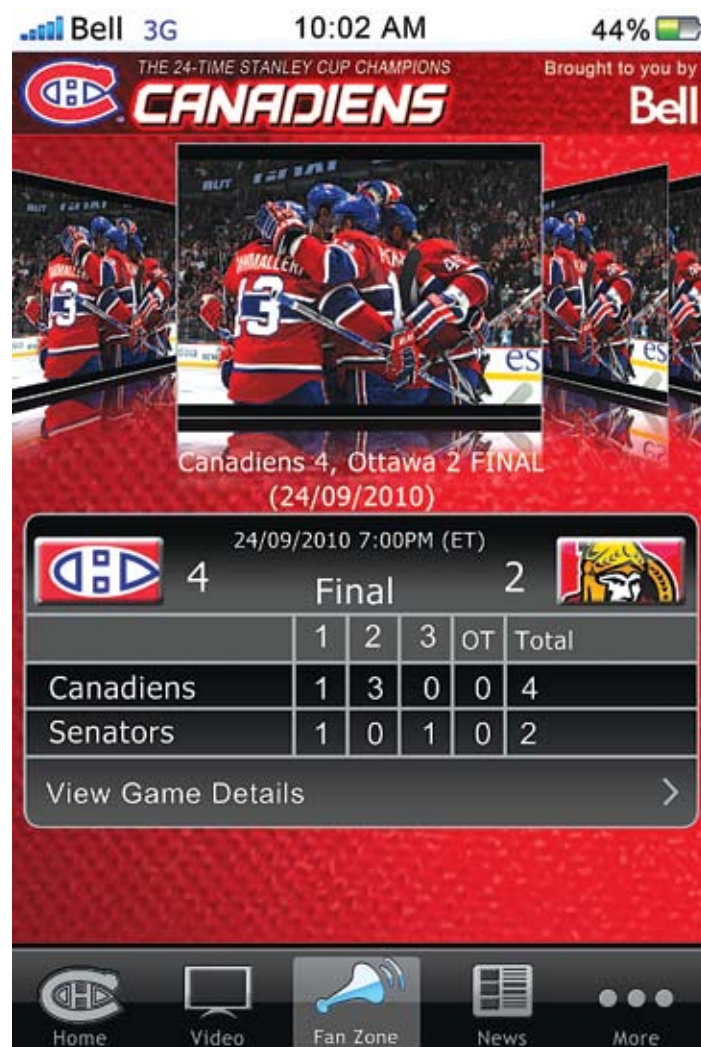 Bell 3G 10:02 AM 44%
THE 24-TIME STANLEY CUP CHAMPIONS
CANADIENS
Brought to you by
Bell
13
Canadiens 4, Ottawa 2 FINAL
(24/09/2010)
24/09/2010 7:00PM (ET)
4 Final 2
1 2 3 OT Total
Canadiens 1 3 0 0 4
Senators 1 0 1 0 2
View Game Details >
Home Video Fan Zone News More